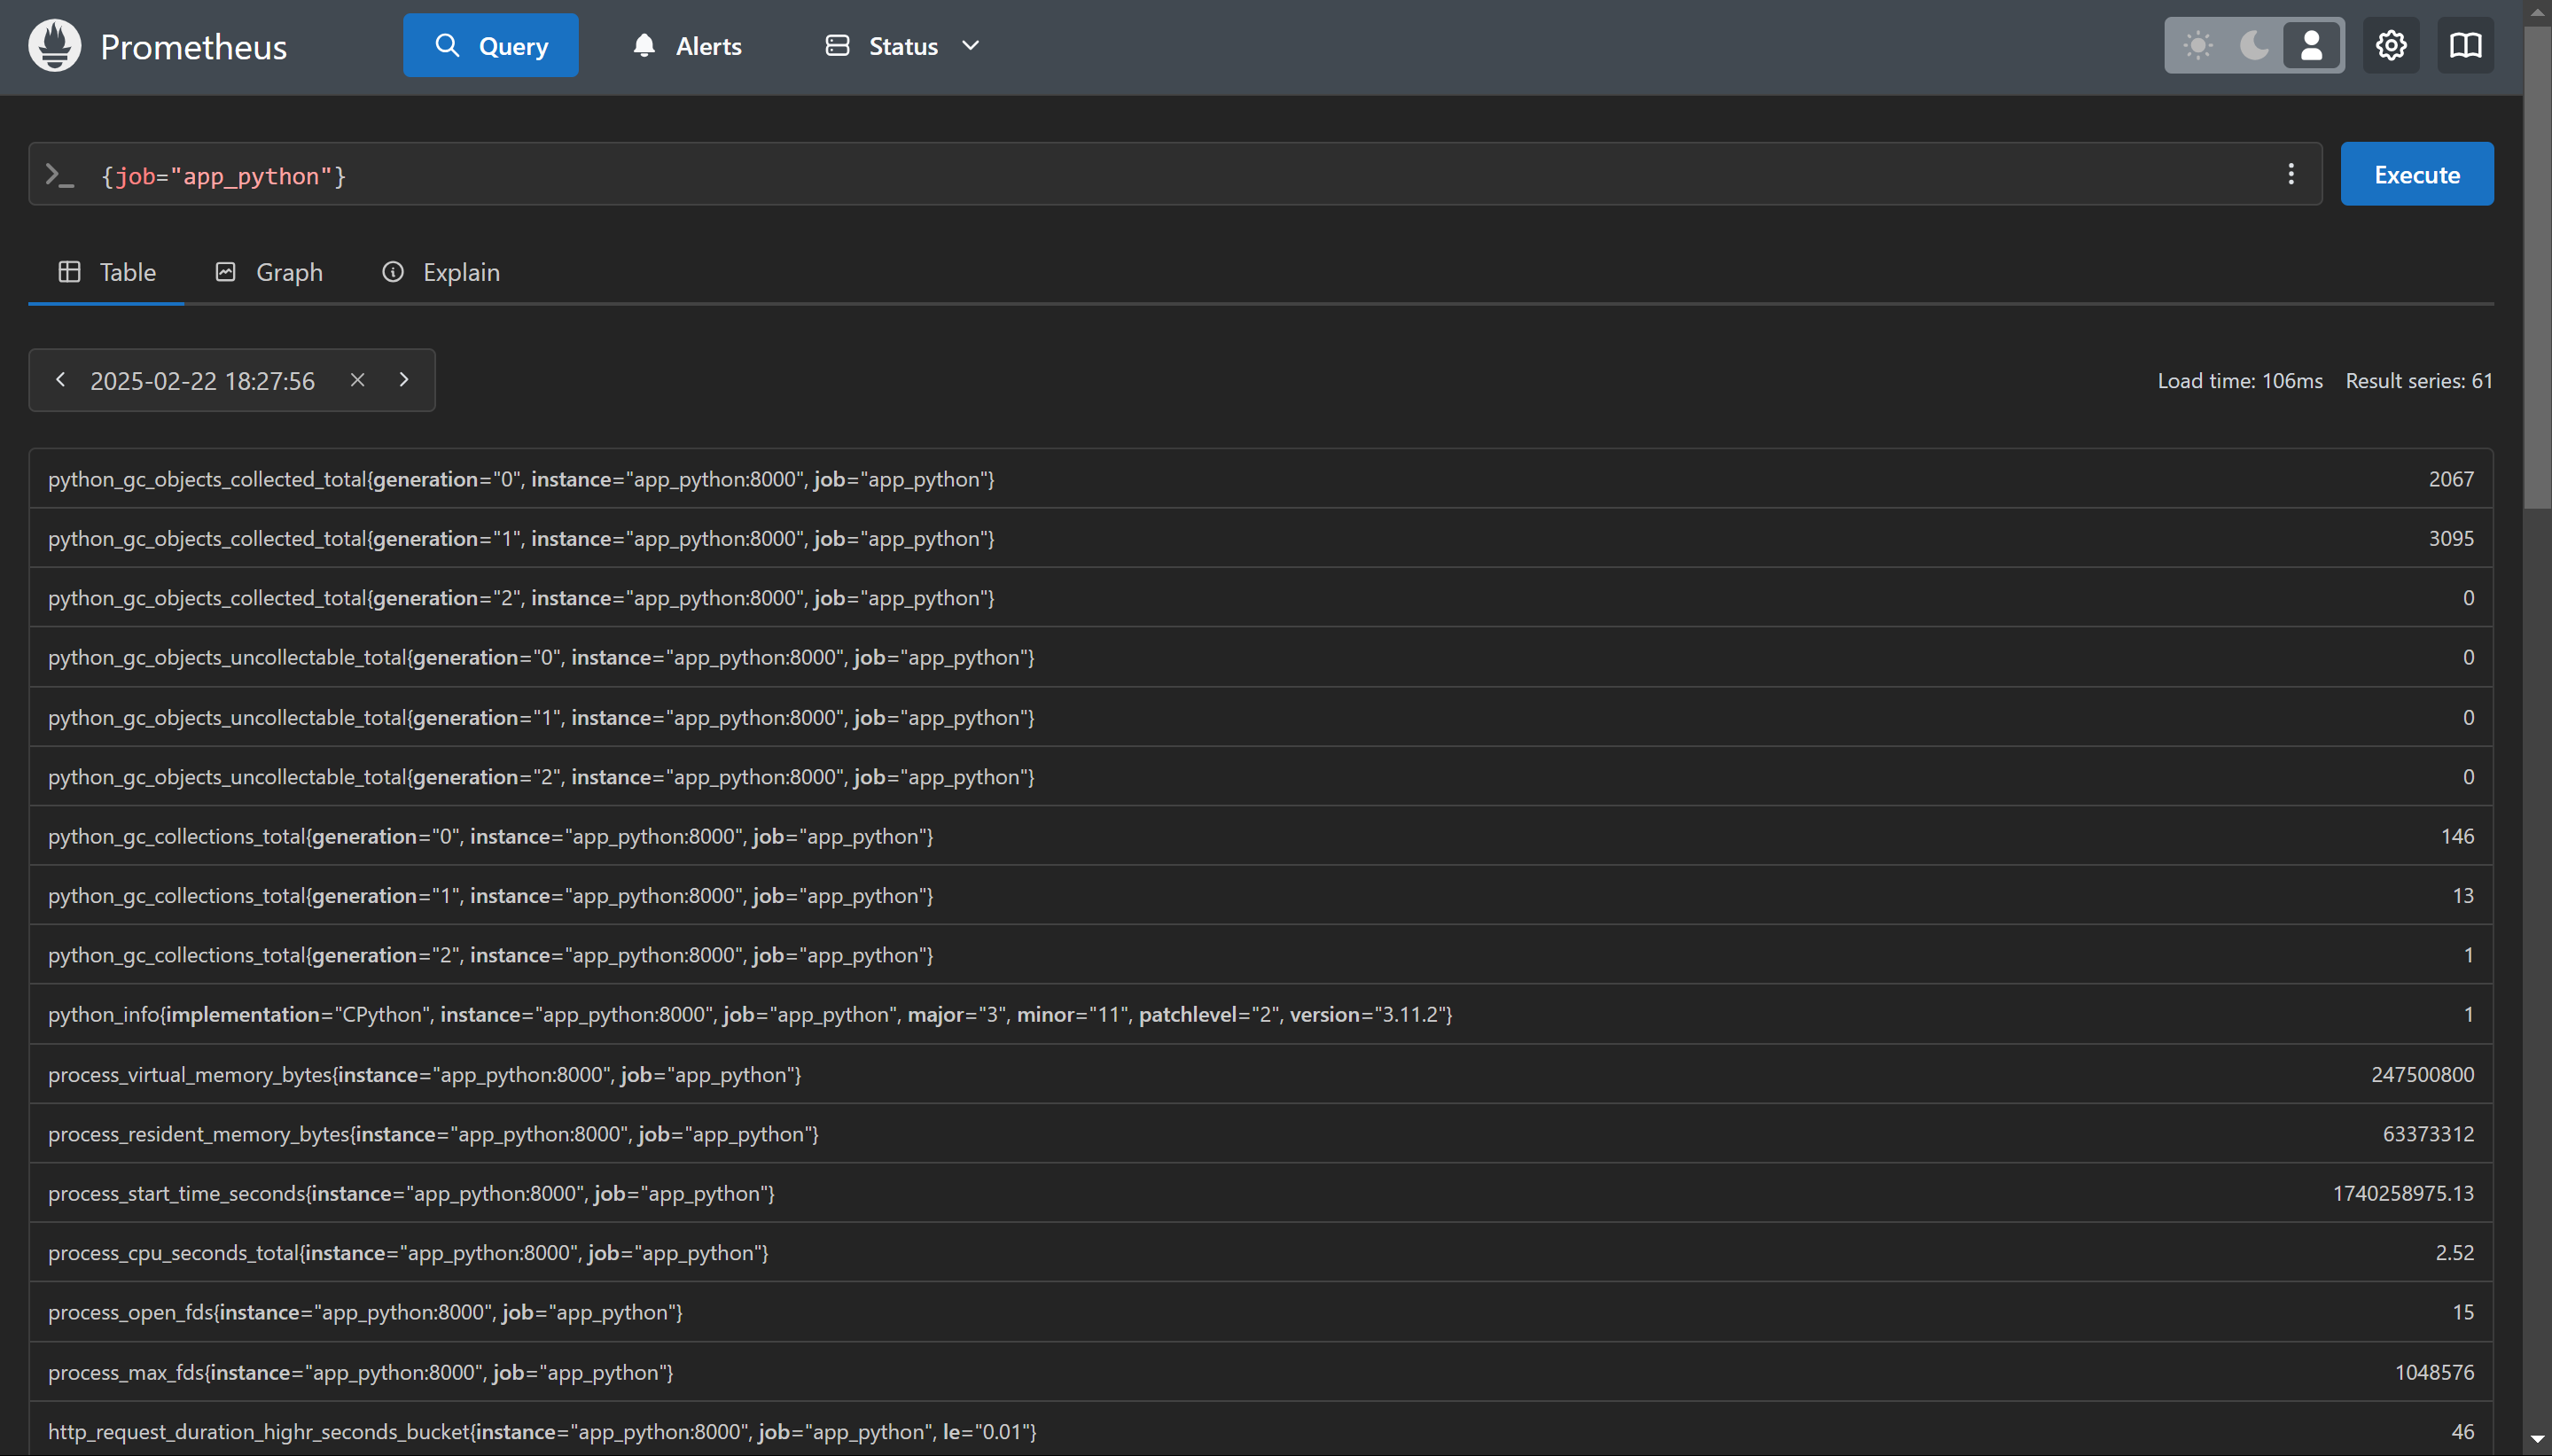 Prometheus Query Alerts Status
{job="app_python"} Execute
Table Graph Explain
2025-02-22 18:27:56 Load time: 106ms Result series: 61
python_gc_objects_collected_total{generation="0", instance="app_python:8000", job="app_python"} 2067
python_gc_objects_collected_total{generation="1", instance="app_python:8000", job="app_python"} 3095
python_gc_objects_collected_total{generation="2", instance="app_python:8000", job="app_python"} 0
python_gc_objects_uncollectable_total{generation="0", instance="app_python:8000", job="app_python"} 0
python_gc_objects_uncollectable_total{generation="1", instance="app_python:8000", job="app_python"} 0
python_gc_objects_uncollectable_total{generation="2", instance="app_python:8000", job="app_python"} 0
python_gc_collections_total{generation="0", instance="app_python:8000", job="app_python"} 146
python_gc_collections_total{generation="1", instance="app_python:8000", job="app_python"} 13
python_gc_collections_total{generation="2", instance="app_python:8000", job="app_python"} 1
python_info{implementation="CPython", instance="app_python:8000", job="app_python", major="3", minor="11", patchlevel="2", version="3.11.2"} 1
process_virtual_memory_bytes{instance="app_python:8000", job="app_python"} 247500800
process_resident_memory_bytes{instance="app_python:8000", job="app_python"} 63373312
process_start_time_seconds{instance="app_python:8000", job="app_python"} 1740258975.13
process_cpu_seconds_total{instance="app_python:8000", job="app_python"} 2.52
process_open_fds{instance="app_python:8000", job="app_python"} 15
process_max_fds{instance="app_python:8000", job="app_python"} 1048576
http_request_duration_highr_seconds_bucket{instance="app_python:8000", job="app_python", le="0.01"} 46